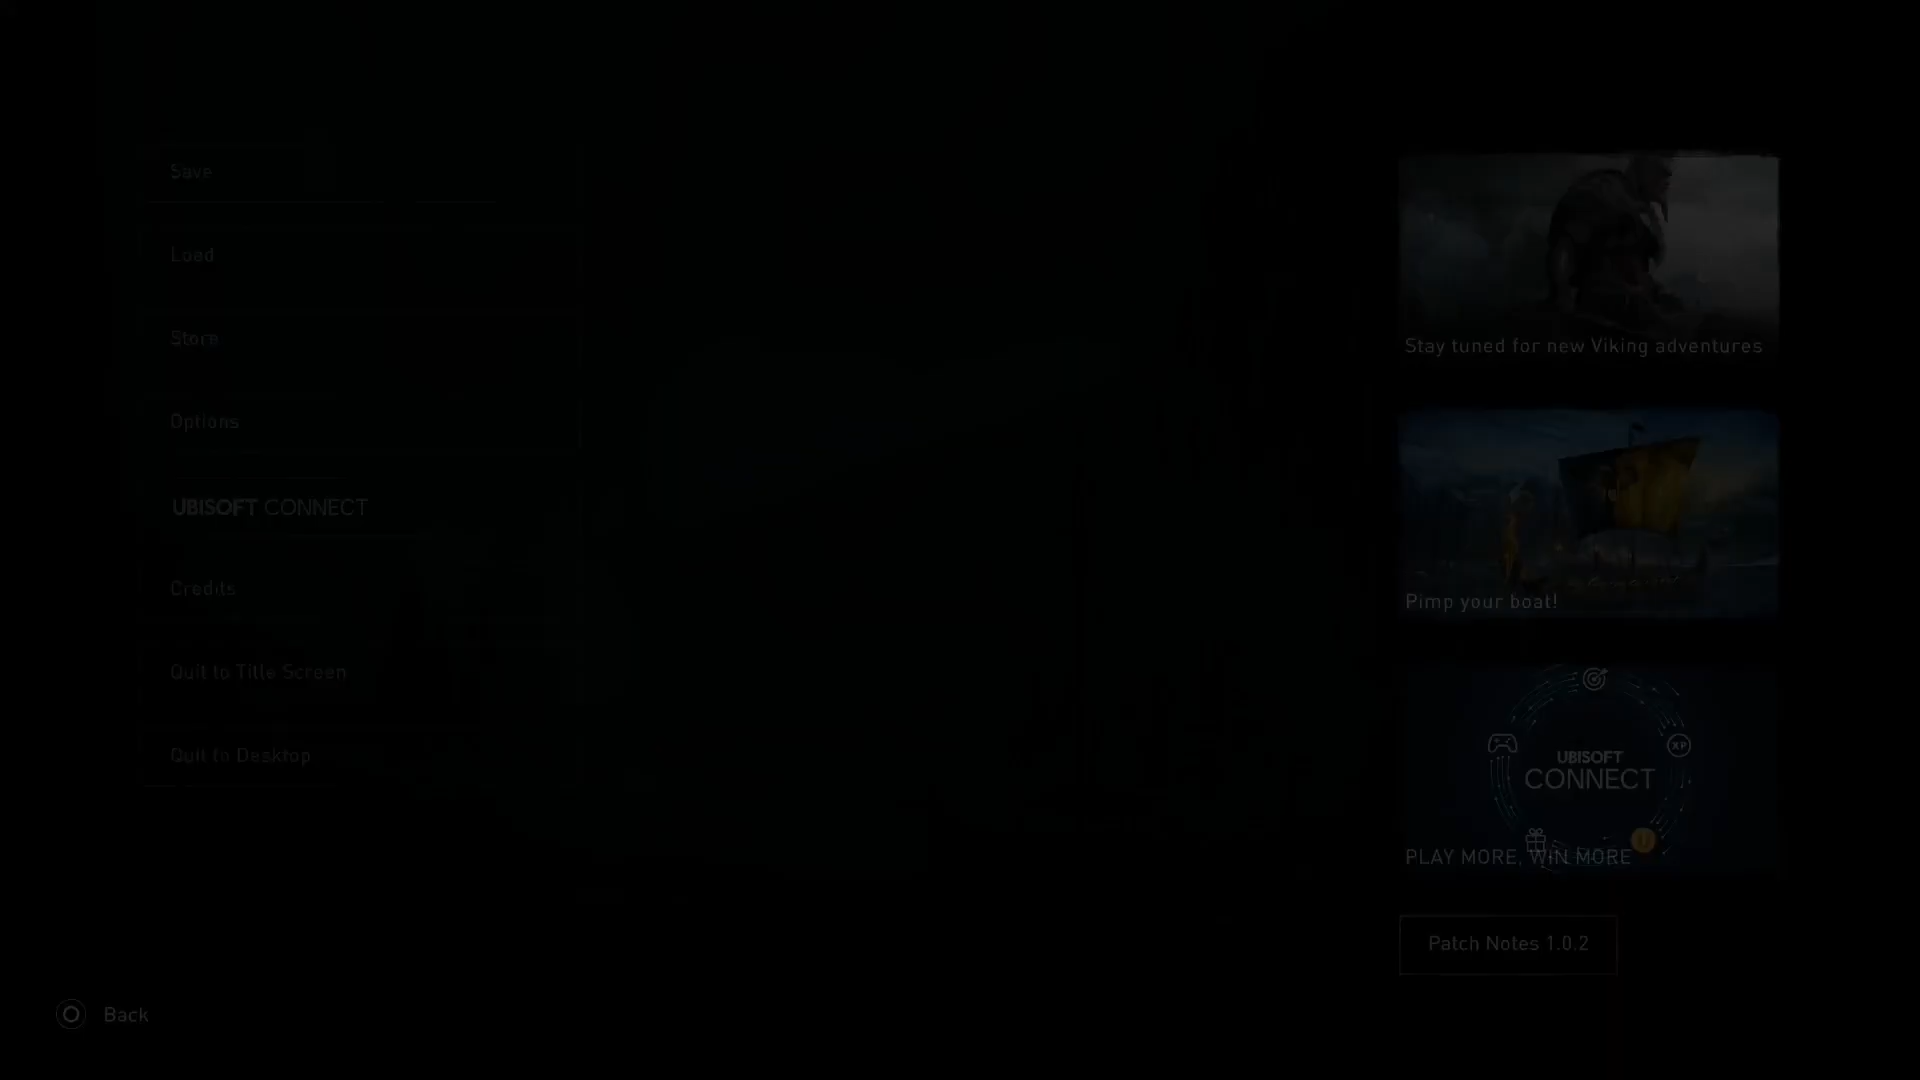 Save
Load
Store
Options
UBISOFT CONNECT
Credits
Quit to Title Screen
Quit to Desktop
Stay tuned for new Viking adventures
Pimp your boat!
XP
UBISOFT
CONNECT
PLAY MORE, WIN MORE
Patch Notes 1.0.2
Back